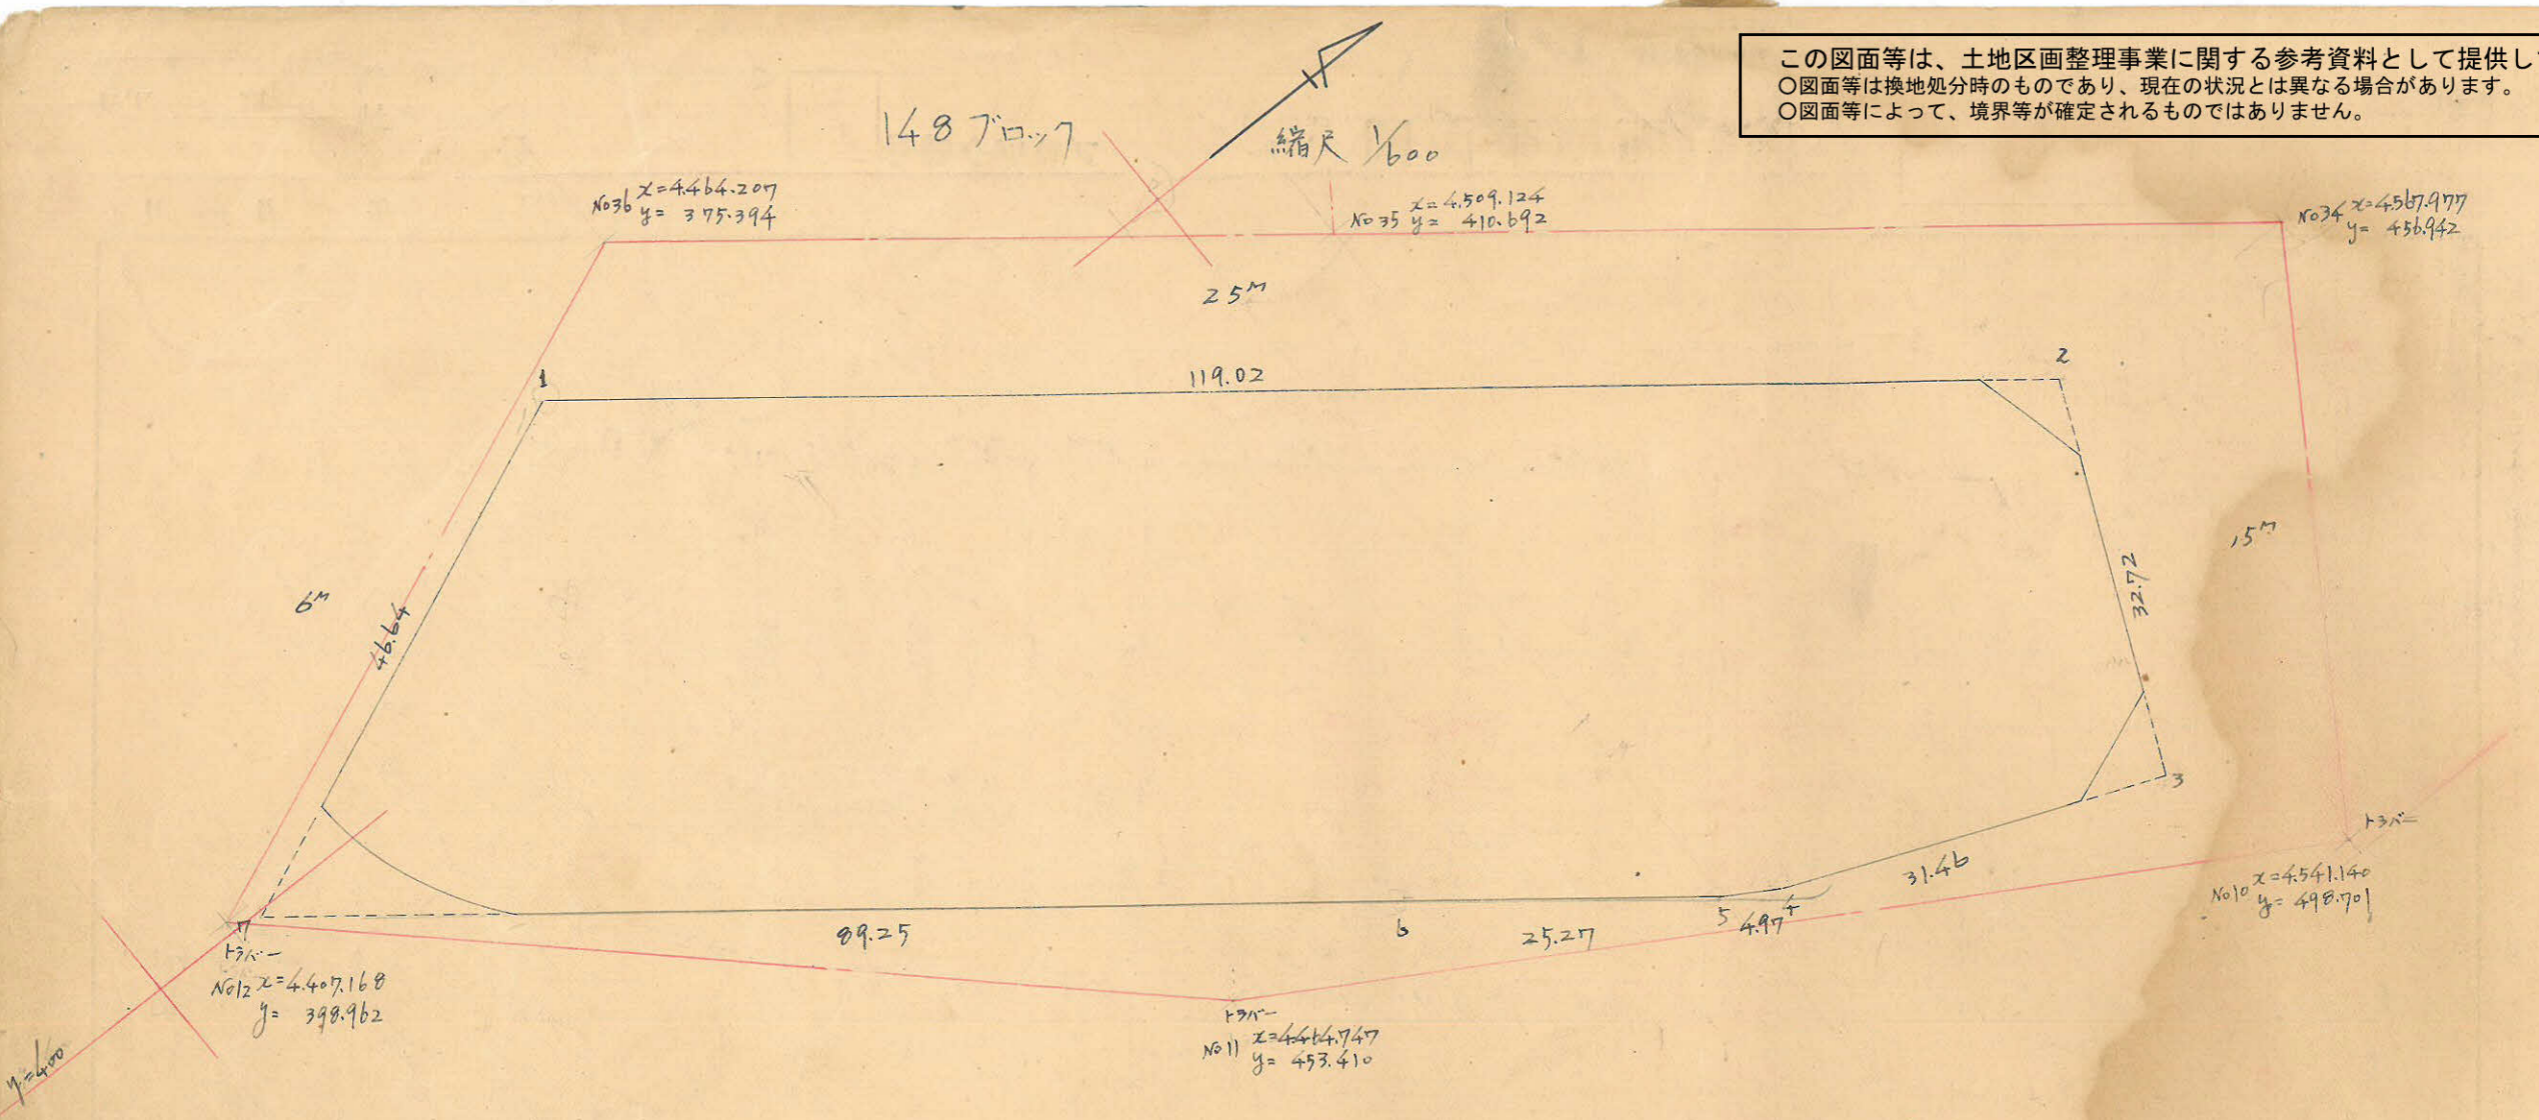 この図面等は、土地区画整理事業に関する参考資料として提供し
○図面等は換地処分時のものであり、現在の状況とは異なる場合があります。
○図面等によって、境界等が確定されるものではありません。
148ブロック
縮尺 1/600
No36 x=4.464.207
y= 375.394
No35 x=4.509.124
y= 410.692
No34 x=4.567.977
y= 456.942
25M
1
119.02
2
6M
46.64
32.72
15M
3
31.46
トラバー
No10 x=4.541.140
y= 498.701
7
89.25
6
25.27
5
4.97
4
トラバー
No12 x=4.407.168
y= 398.962
トラバー
No11 x=4.464.747
y= 453.410
y=400